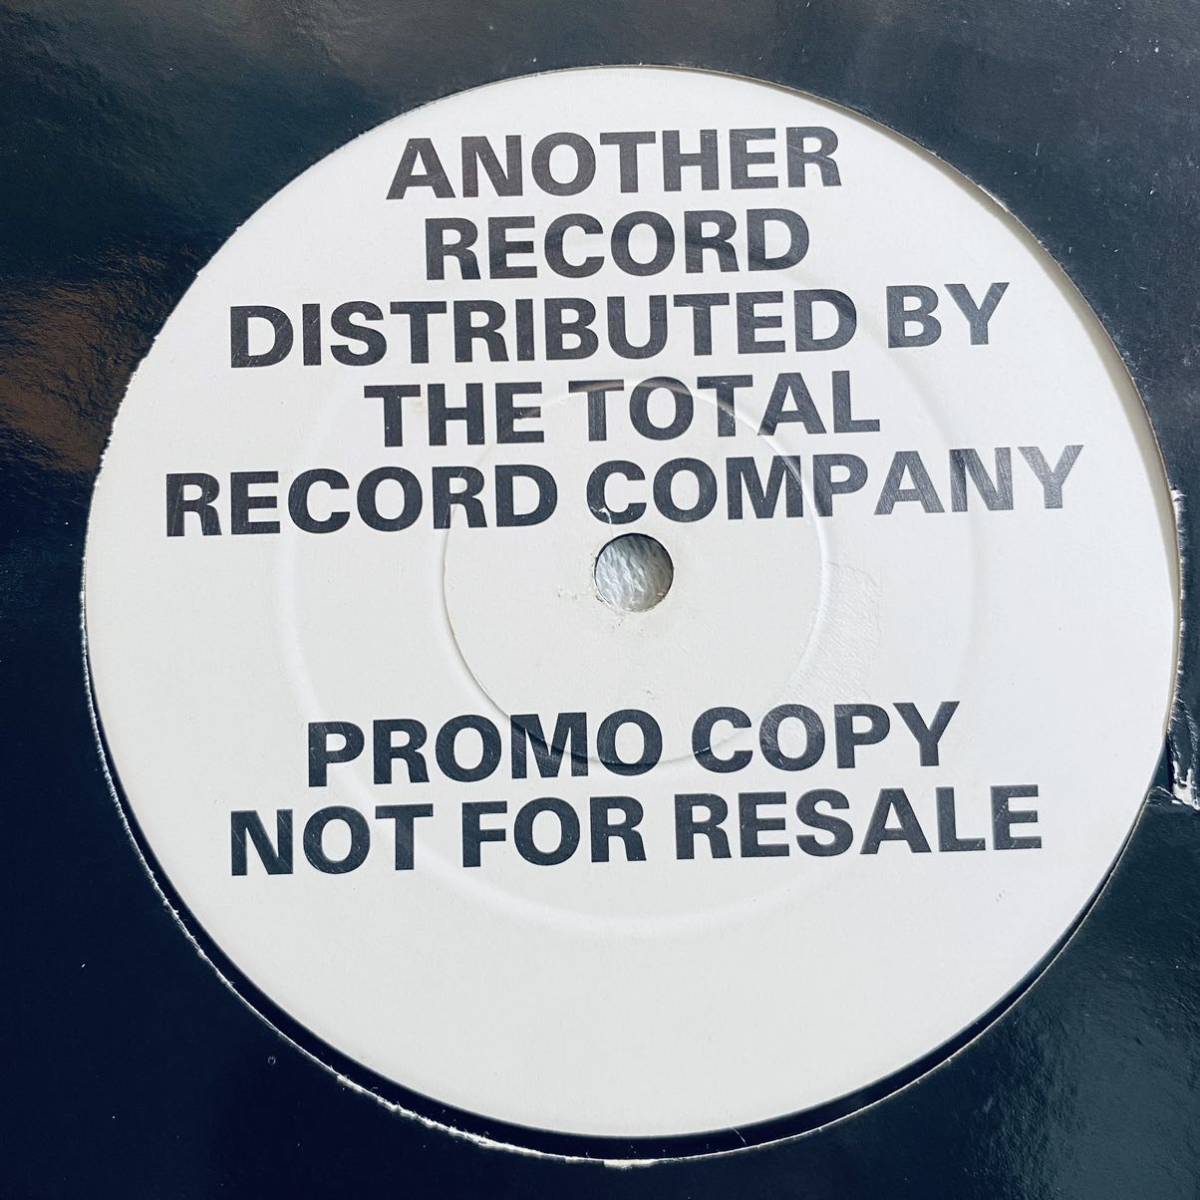 ANOTHER
RECORD
DISTRIBUTED BY
THE TOTAL
RECORD COMPANY
PROMO COPY
NOT FOR RESALE